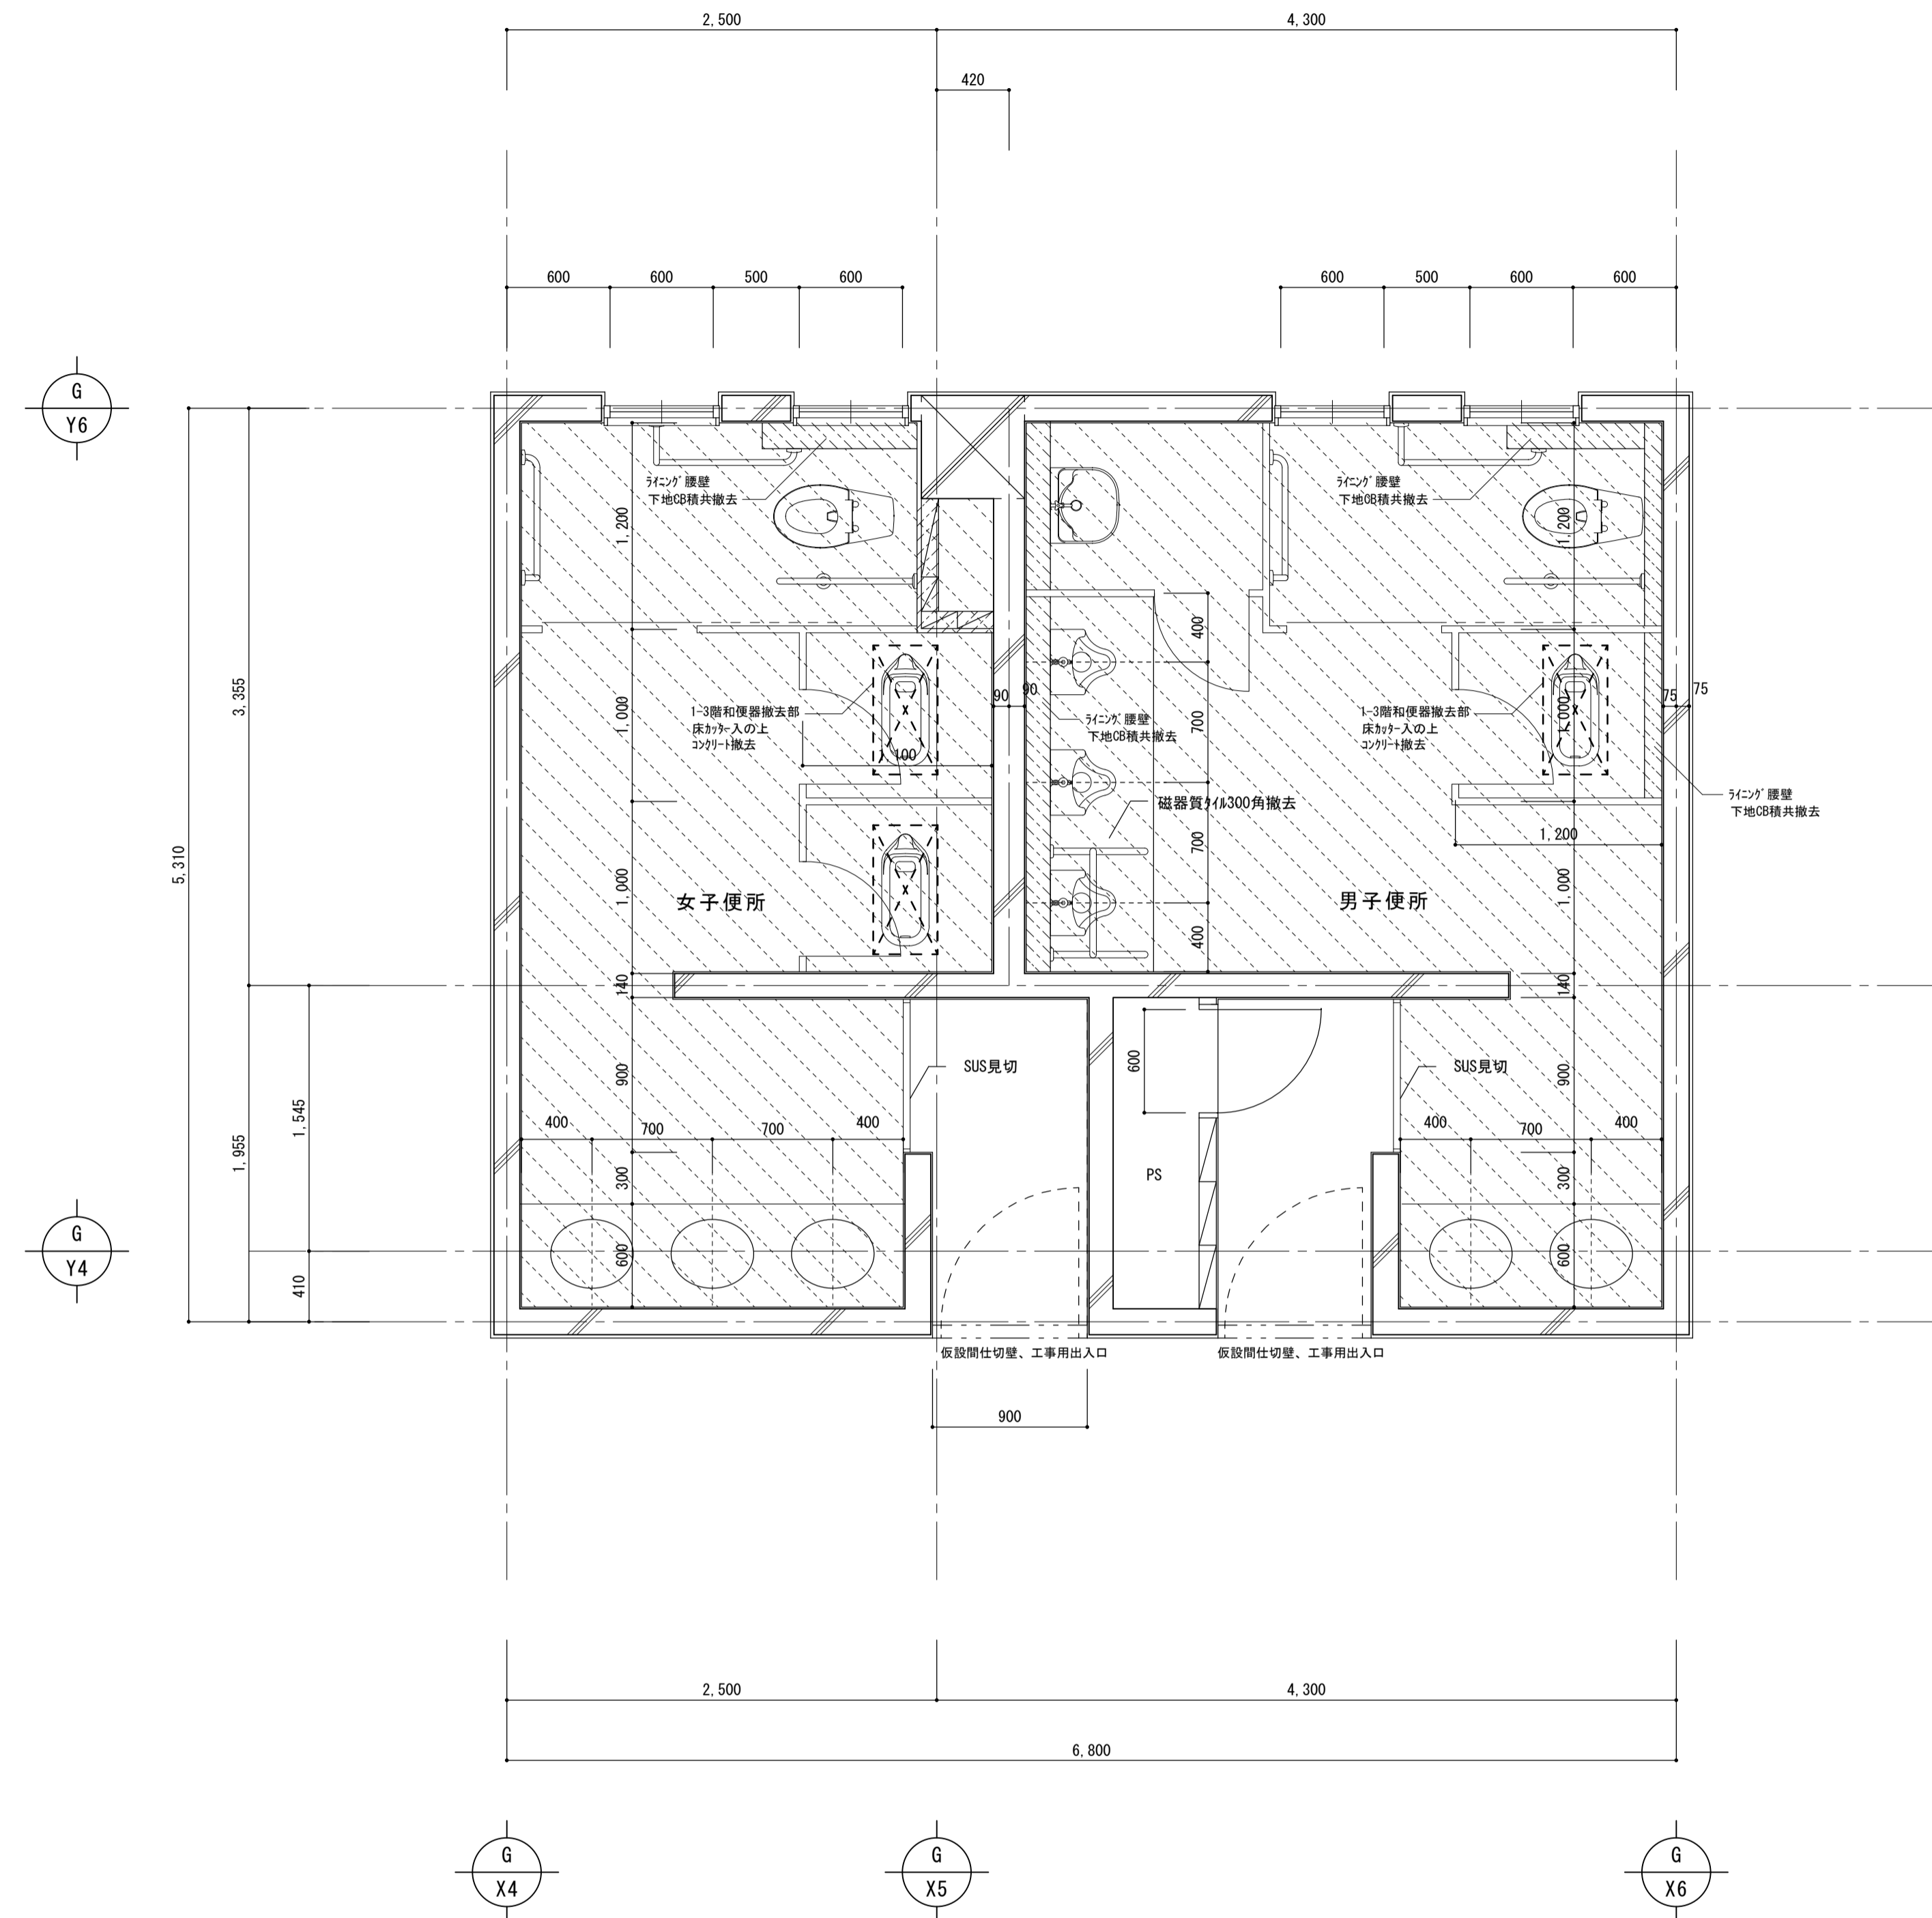 2,500
4,300
420
600
600
500
600
600
500
600
600
G
Y6
ﾗｲﾆﾝｸﾞ腰壁
下地CB積共撤去
ﾗｲﾆﾝｸﾞ腰壁
下地CB積共撤去
1,200
1,200
400
3,355
1,000
90
90
700
1,000
75
75
1-3階和便器撤去部
床ｶｯﾀｰ入の上
ｺﾝｸﾘｰﾄ撤去
ﾗｲﾆﾝｸﾞ腰壁
下地CB積共撤去
1-3階和便器撤去部
床ｶｯﾀｰ入の上
ｺﾝｸﾘｰﾄ撤去
100
磁器質ﾀｲﾙ300角撤去
ﾗｲﾆﾝｸﾞ腰壁
下地CB積共撤去
700
1,200
5,310
1,000
1,000
女子便所
男子便所
400
140
140
900
600
900
SUS見切
SUS見切
1,545
1,955
400
700
700
400
400
700
400
300
PS
300
G
Y4
600
600
410
仮設間仕切壁、工事用出入口
仮設間仕切壁、工事用出入口
900
2,500
4,300
6,800
G
X4
G
X5
G
X6